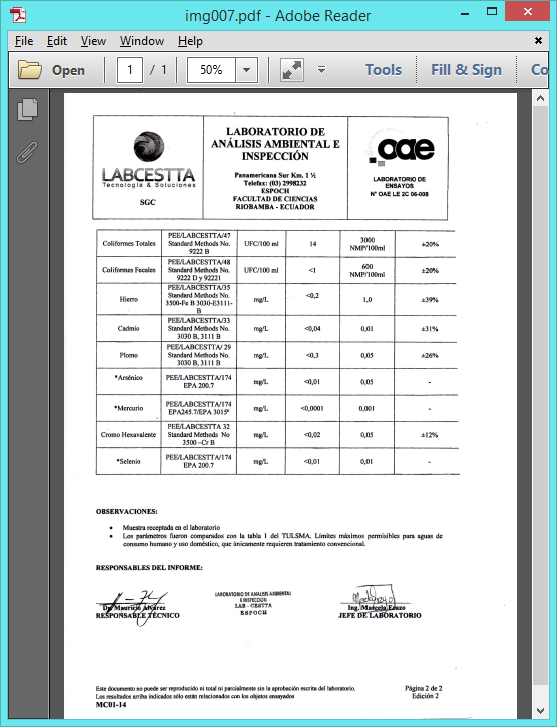 img007.pdf - Adobe Reader
File Edit View Window Help
Open 1 / 1 50% Tools Fill & Sign Co
LABCESTTA
Tecnología & Soluciones
SGC
LABORATORIO DE
ANÁLISIS AMBIENTAL E
INSPECCIÓN
Panamericana Sur Km. 1 ½
Telefax: (03) 2998232
ESPOCH
FACULTAD DE CIENCIAS
RIOBAMBA - ECUADOR
oae
LABORATORIO DE
ENSAYOS
N° OAE LE 2C 06-008
Coliformes Totales PEE/LABCESTTA/47 Standard Methods No. 9222 B UFC/100 ml 14 3000 NMP/100ml ±20%
Coliformes Fecales PEE/LABCESTTA/48 Standard Methods No. 9222 D y 92221 UFC/100 ml <1 600 NMP/100ml ±20%
Hierro PEE/LABCESTTA/35 Standard Methods No. 3500-Fe B 3030-E3111-B mg/L <0,2 1,0 ±39%
Cadmio PEE/LABCESTTA/33 Standard Methods No. 3030 B, 3111 B mg/L <0,04 0,01 ±31%
Plomo PEE/LABCESTTA/ 29 Standard Methods No. 3030 B, 3111 B mg/L <0,3 0,05 ±26%
*Arsénico PEE/LABCESTTA/174 EPA 200.7 mg/L <0,01 0,05 -
*Mercurio PEE/LABCESTTA/174 EPA245.7/EPA 3015ª mg/L <0,0001 0,001 -
Cromo Hexavalente PEE/LABCESTTA 32 Standard Methods No 3500 –Cr B mg/L <0,02 0,05 ±12%
*Selenio PEE/LABCESTTA/174 EPA 200.7 mg/L <0,01 0,01 -
OBSERVACIONES:
• Muestra receptada en el laboratorio
• Los parámetros fueron comparados con la tabla 1 del TULSMA. Límites máximos permisibles para aguas de
consumo humano y uso doméstico, que únicamente requieren tratamiento convencional.
RESPONSABLES DEL INFORME:
Dr. Mauricio Álvarez
RESPONSABLE TÉCNICO
LABORATORIO DE ANALISIS AMBIENTAL
E INSPECCION
LAB - CESTTA
ESPOCH
Ing. Marcela Erazo
JEFE DE LABORATORIO
Este documento no puede ser reproducido ni total ni parcialmente sin la aprobación escrita del laboratorio.
Los resultados arriba indicados sólo están relacionados con los objetos ensayados
MC01-14
Página 2 de 2
Edición 2